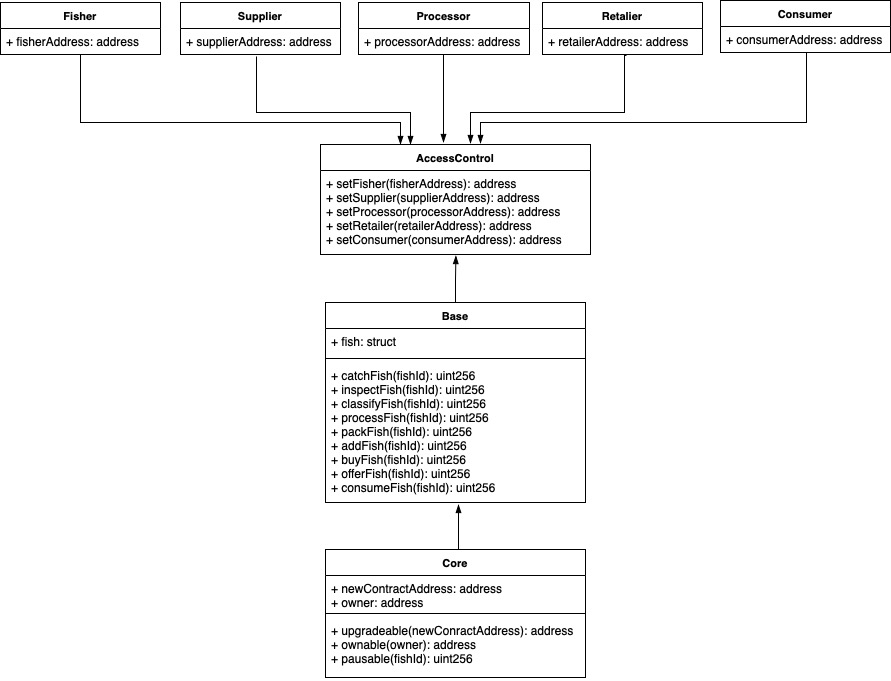 Fisher
+ fisherAddress: address
Supplier
+ supplierAddress: address
Processor
+ processorAddress: address
Retalier
+ retailerAddress: address
Consumer
+ consumerAddress: address
AccessControl
+ setFisher(fisherAddress): address
+ setSupplier(supplierAddress): address
+ setProcessor(processorAddress): address
+ setRetailer(retailerAddress): address
+ setConsumer(consumerAddress): address
Base
+ fish: struct
+ catchFish(fishId): uint256
+ inspectFish(fishId): uint256
+ classifyFish(fishId): uint256
+ processFish(fishId): uint256
+ packFish(fishId): uint256
+ addFish(fishId): uint256
+ buyFish(fishId): uint256
+ offerFish(fishId): uint256
+ consumeFish(fishId): uint256
Core
+ newContractAddress: address
+ owner: address
+ upgradeable(newConractAddress): address
+ ownable(owner): address
+ pausable(fishId): uint256